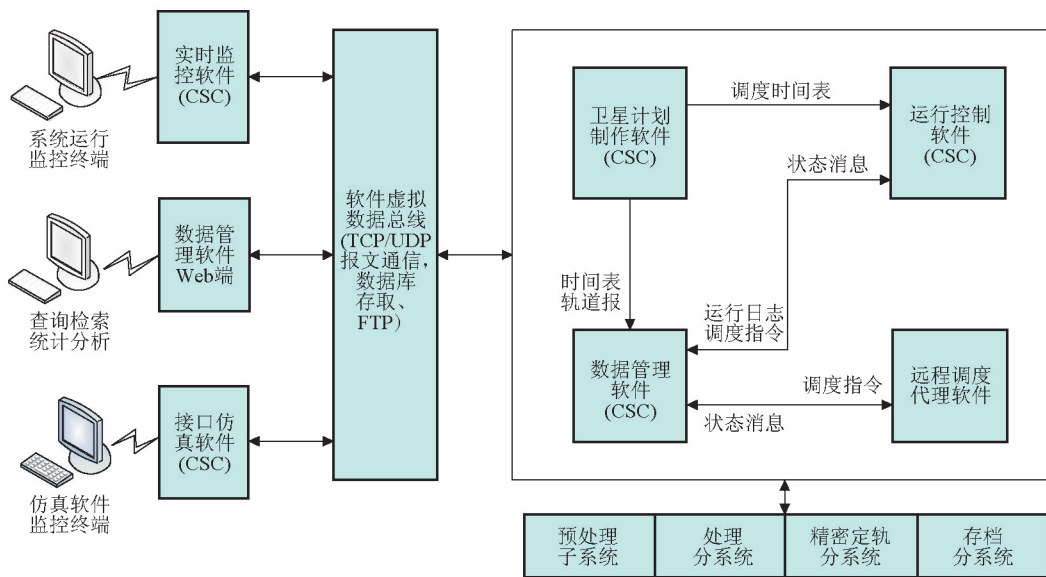 实时监
控软件
(CSC)
系统运行
监控终端
数据管
理软件
Web端
查询检索
统计分析
接口仿
真软件
(CSC)
仿真软件
监控终端
软件虚拟
数据总线
(TCP/UDP
报文通信，
数据库
存取、
FTP）
卫星计划
制作软件
(CSC)
调度时间表
运行控制
软件
(CSC)
状态消息
时间表
轨道报
运行日志
调度指令
数据管理
软件
(CSC)
调度指令
状态消息
远程调度
代理软件
预处理
子系统
处理
分系统
精密定轨
分系统
存档
分系统